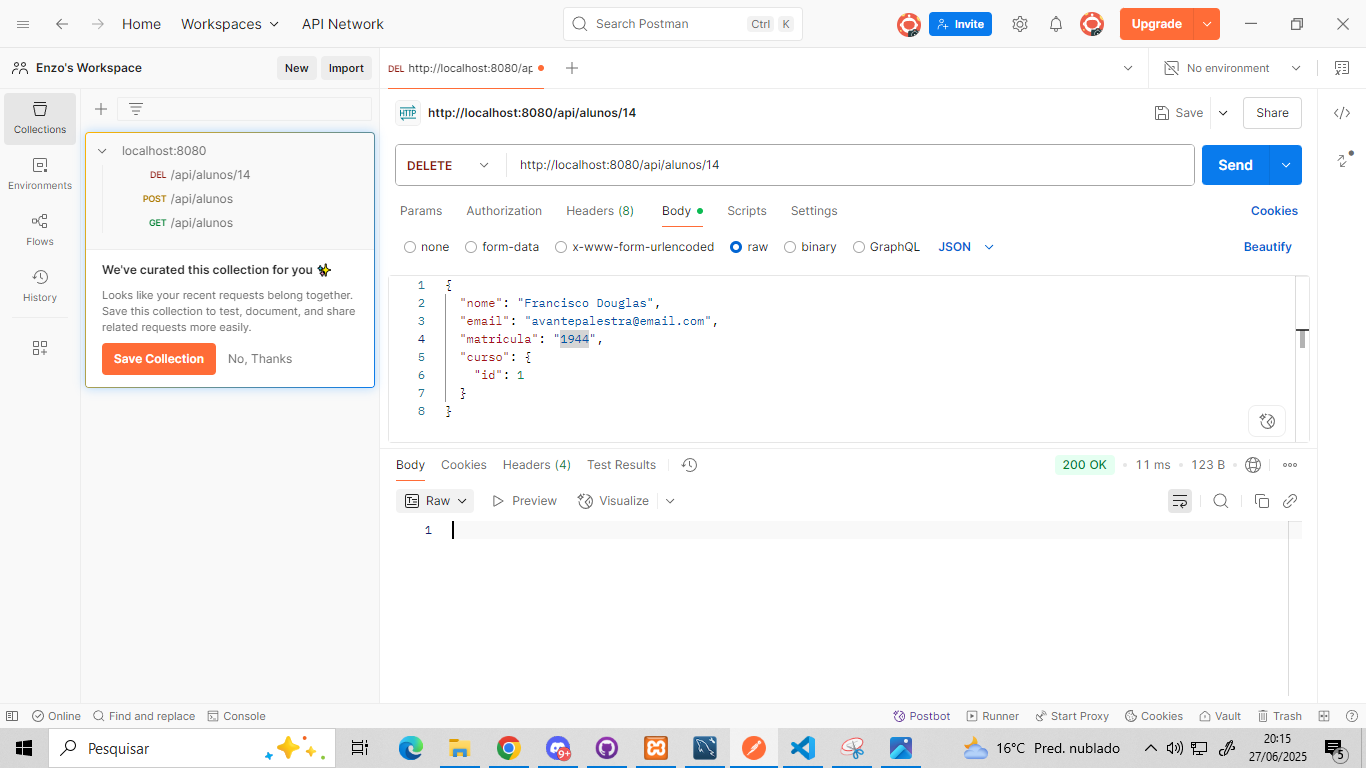 Home
Workspaces
API Network
Search Postman
Ctrl
K
Invite
Upgrade
Enzo's Workspace
New
Import
DEL http://localhost:8080/ap
No environment
Collections
Environments
Flows
History
localhost:8080
DEL /api/alunos/14
POST /api/alunos
GET /api/alunos
We've curated this collection for you ✨
Looks like your recent requests belong together.
Save this collection to test, document, and share
related requests more easily.
Save Collection
No, Thanks
HTTP
http://localhost:8080/api/alunos/14
Save
Share
DELETE
http://localhost:8080/api/alunos/14
Send
Params
Authorization
Headers (8)
Body
Scripts
Settings
Cookies
none
form-data
x-www-form-urlencoded
raw
binary
GraphQL
JSON
Beautify
1 {
2 "nome": "Francisco Douglas",
3 "email": "avantepalestra@email.com",
4 "matricula": "1944",
5 "curso": {
6 "id": 1
7 }
8 }
Body
Cookies
Headers (4)
Test Results
200 OK
11 ms
123 B
Raw
Preview
Visualize
1
Online
Find and replace
Console
Postbot
Runner
Start Proxy
Cookies
Vault
Trash
Pesquisar
9+
16°C Pred. nublado
20:15
27/06/2025
5